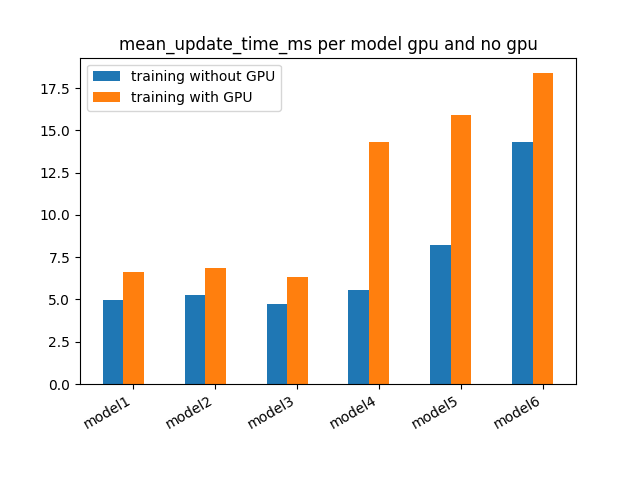 mean_update_time_ms per model gpu and no gpu
training without GPU
training with GPU
17.5
15.0
12.5
10.0
7.5
5.0
2.5
0.0
model1
model2
model3
model4
model5
model6